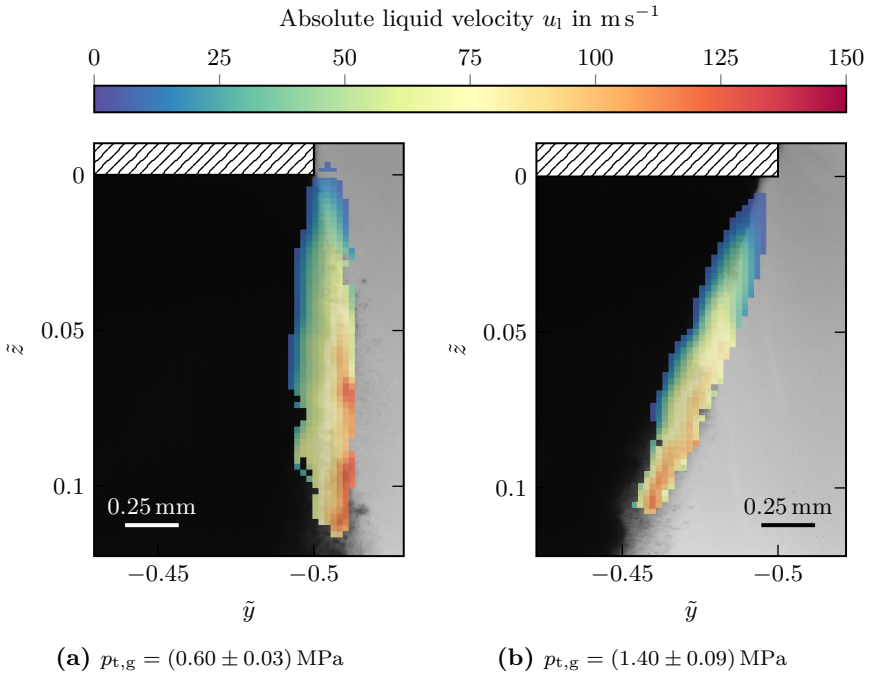 Absolute liquid velocity u_l in m s⁻¹
0 25 50 75 100 125 150
0
0.05
0.1
z̃
0.25 mm
−0.45 −0.5
ỹ
(a) p_t,g = (0.60 ± 0.03) MPa
0
0.05
0.1
z̃
0.25 mm
−0.45 −0.5
ỹ
(b) p_t,g = (1.40 ± 0.09) MPa